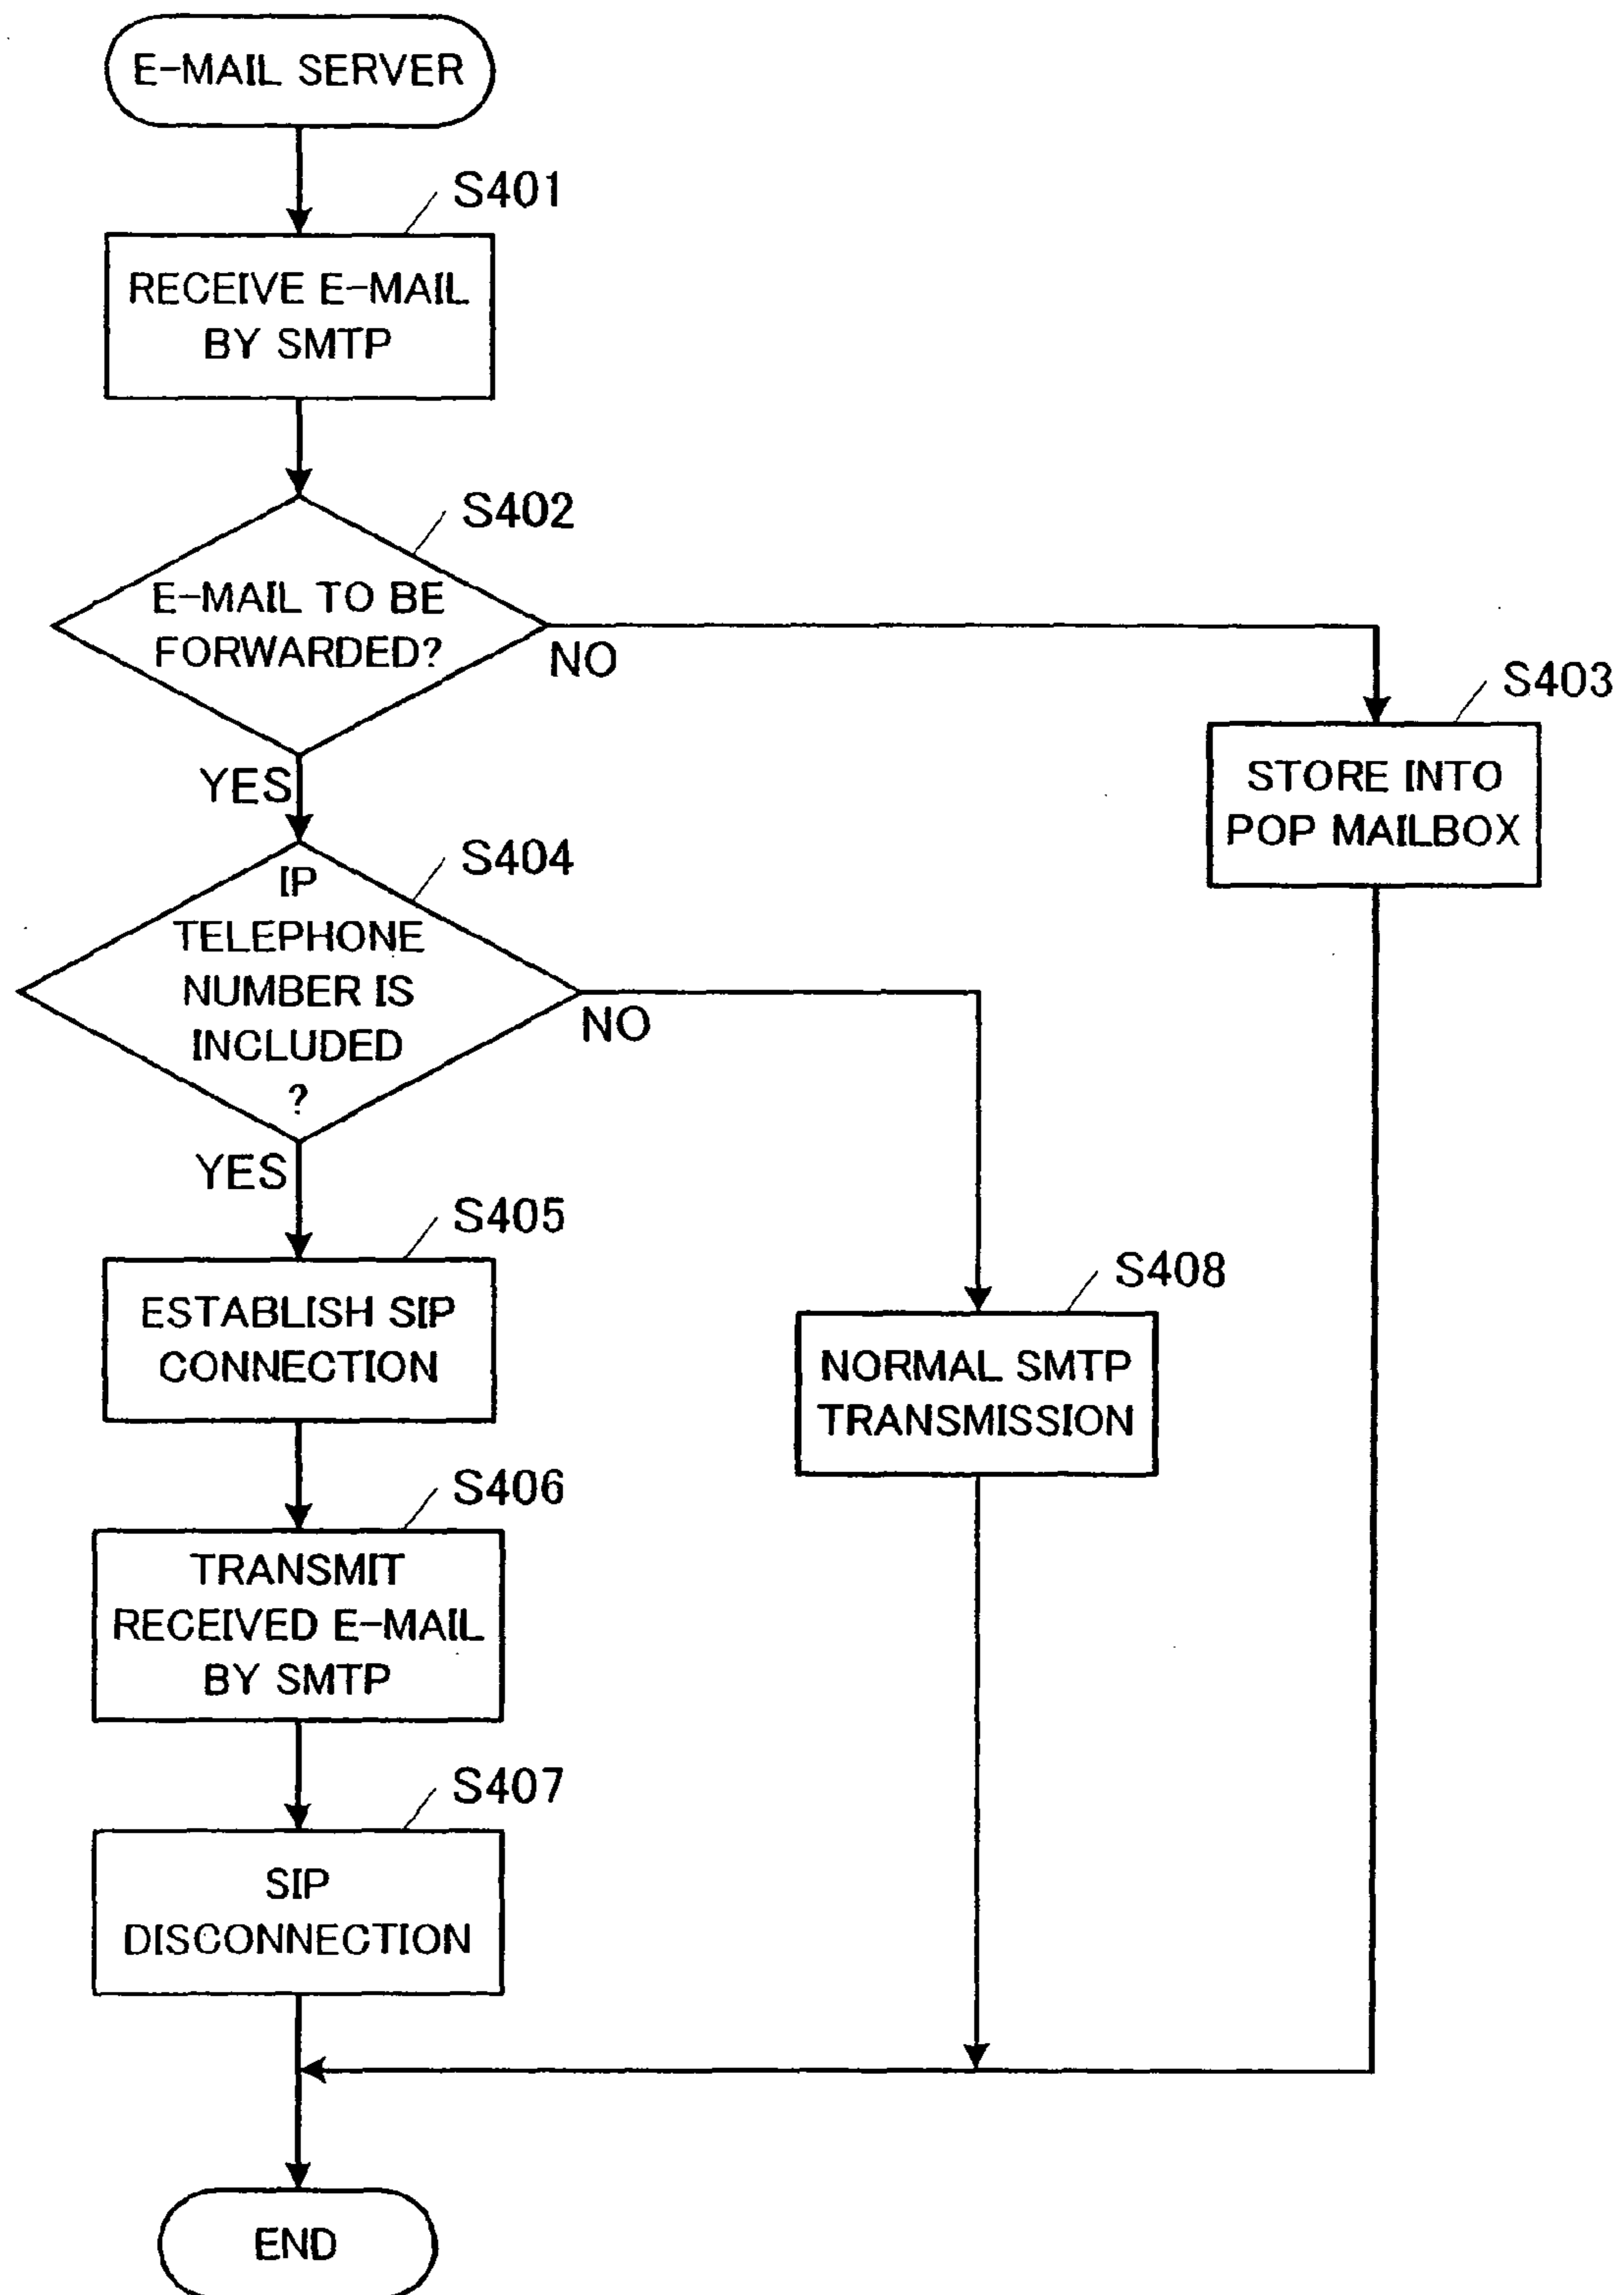 E-MAIL SERVER
S401
RECEIVE E-MAIL
BY SMTP
S402
E-MAIL TO BE
FORWARDED?
NO
YES
S403
STORE INTO
POP MAILBOX
S404
IP
TELEPHONE
NUMBER IS
INCLUDED
?
NO
YES
S405
ESTABLISH SIP
CONNECTION
S408
NORMAL SMTP
TRANSMISSION
S406
TRANSMIT
RECEIVED E-MAIL
BY SMTP
S407
SIP
DISCONNECTION
END